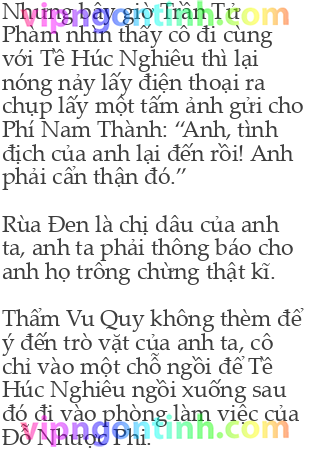 Nhưng bây giờ Trần Tử
Phàm nhìn thấy cô đi cùng
với Tề Húc Nghiêu thì lại
nóng nảy lấy điện thoại ra
chụp lấy một tấm ảnh gửi cho
Phí Nam Thành: “Anh, tình
địch của anh lại đến rồi! Anh
phải cẩn thận đó.”
Rùa Đen là chị dâu của anh
ta, anh ta phải thông báo cho
anh họ trông chừng thật kĩ.
Thẩm Vu Quy không thèm để
ý đến trò vặt của anh ta, cô
chỉ vào một chỗ ngồi để Tề
Húc Nghiêu ngồi xuống sau
đó đi vào phòng làm việc của
Đỗ Nhược Phi.
vipngontinh.com
vipngontinh.com